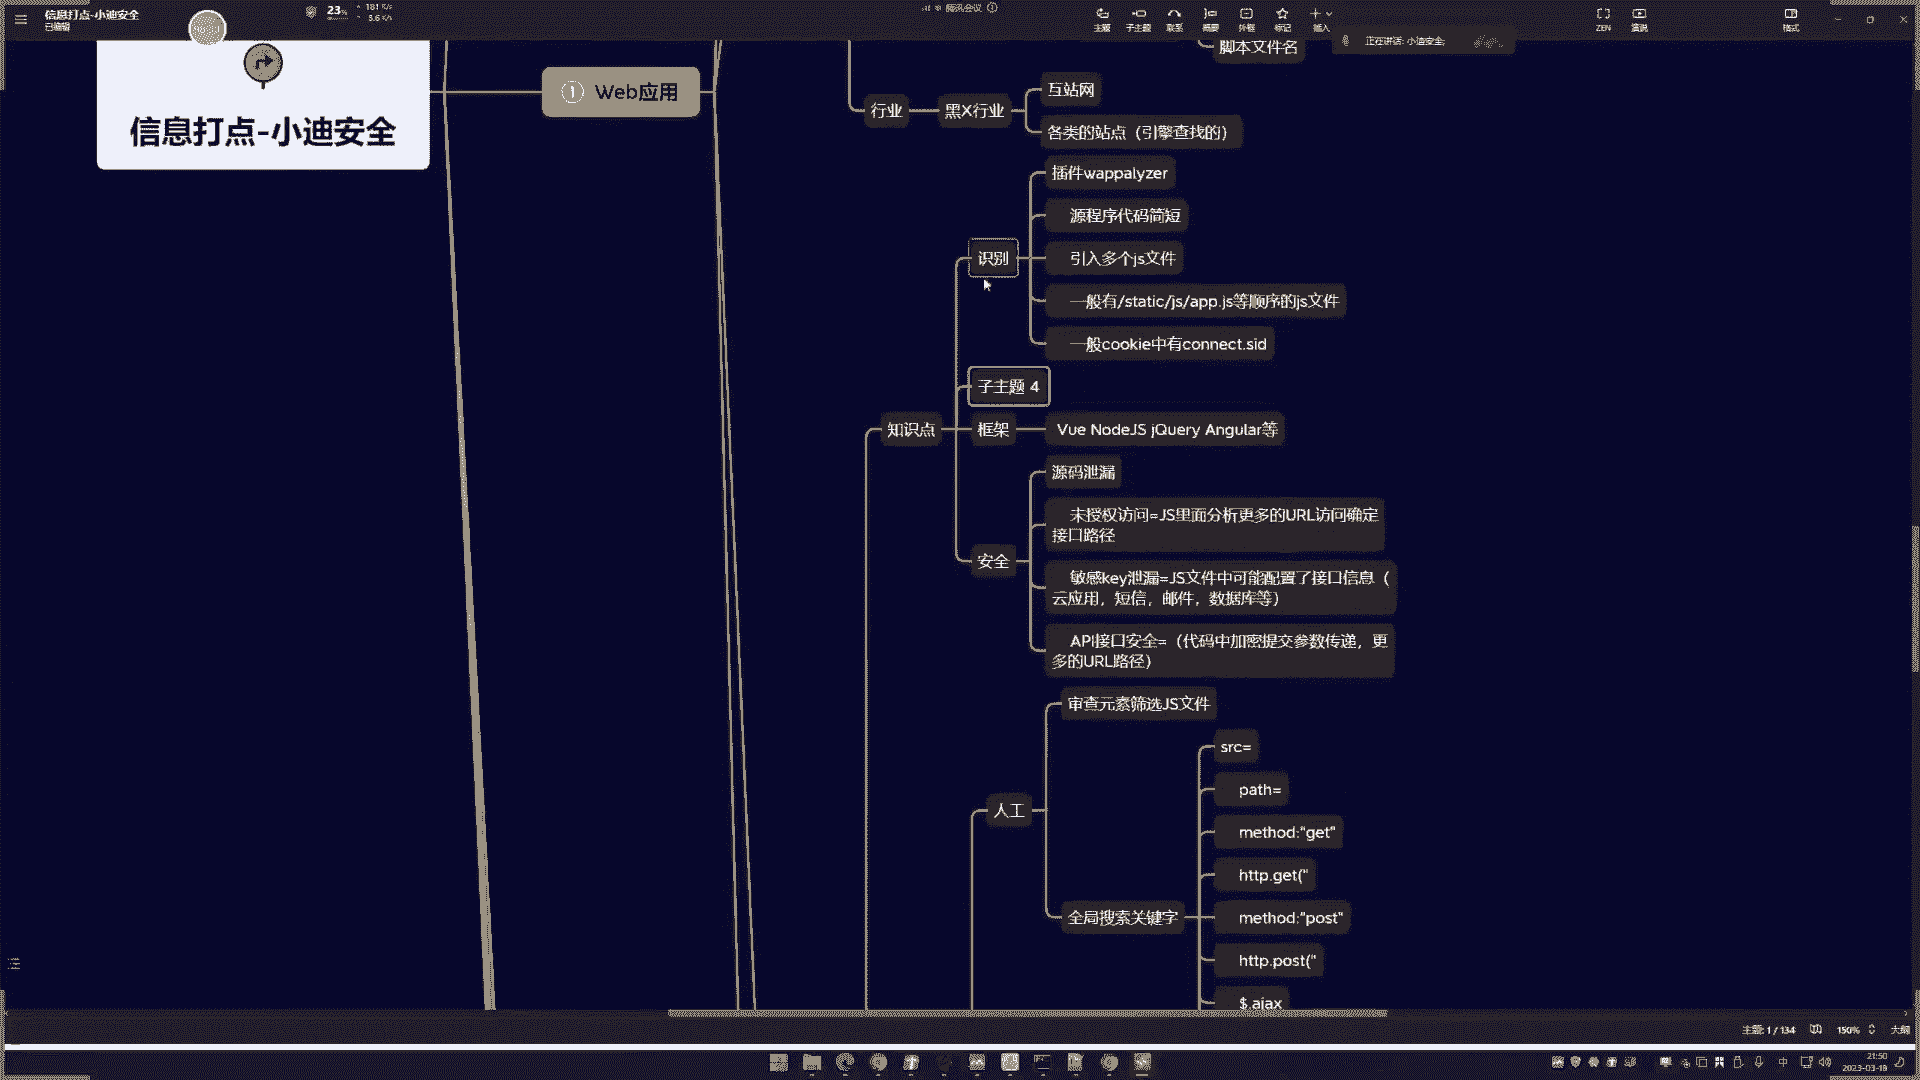 信息打点-小迪安全
已编辑
23%
181 K/s
5.6 K/s
腾讯会议
主题
子主题
联系
概要
外框
标记
插入
ZEN
演说
格式
正在讲话: 小迪安全;
脚本文件名
① Web应用
信息打点-小迪安全
行业
黑X行业
互站网
各类的站点（引擎查找的）
插件wappalyzer
源程序代码简短
识别
引入多个js文件
一般有/static/js/app.js等顺序的js文件
一般cookie中有connect.sid
子主题 4
知识点
框架
Vue NodeJS jQuery Angular等
源码泄漏
未授权访问=JS里面分析更多的URL访问确定
接口路径
安全
敏感key泄漏=JS文件中可能配置了接口信息（
云应用，短信，邮件，数据库等）
API接口安全=（代码中加密提交参数传递，更
多的URL路径）
审查元素筛选JS文件
src=
path=
人工
method:"get"
http.get("
全局搜索关键字
method:"post"
http.post("
$.ajax
主题: 1 / 134
150%
大纲
中
21:50
2023-03-18